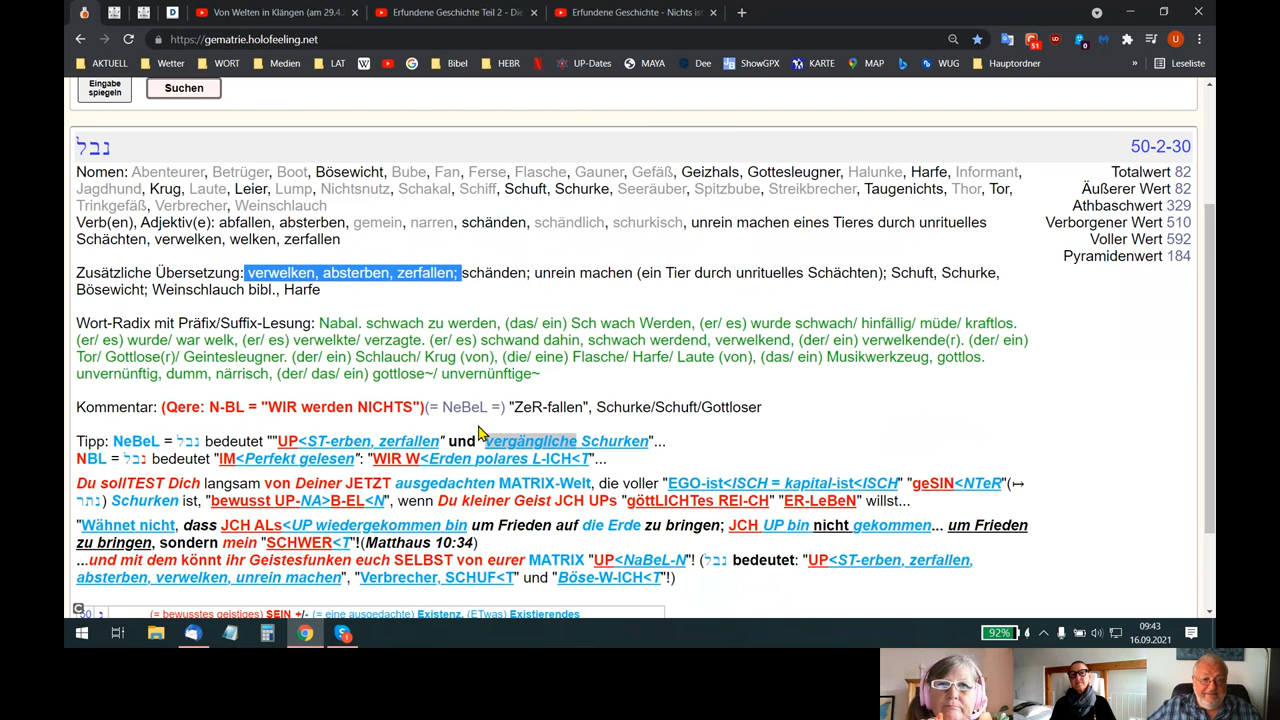 Von Welten in Klängen (am 29.4.
Erfundene Geschichte Teil 2 - Die
Erfundene Geschichte - Nichts ist
https://gematrie.holofeeling.net
AKTUELL Wetter WORT Medien LAT Bibel HEBR UP-Dates MAYA Dee ShowGPX KARTE MAP WUG Hauptordner » Leseliste
Eingabe spiegeln
Suchen
נבל 50-2-30
Nomen: Abenteurer, Betrüger, Boot, Bösewicht, Bube, Fan, Ferse, Flasche, Gauner, Gefäß, Geizhals, Gottesleugner, Halunke, Harfe, Informant,
Jagdhund, Krug, Laute, Leier, Lump, Nichtsnutz, Schakal, Schiff, Schuft, Schurke, Seeräuber, Spitzbube, Streikbrecher, Taugenichts, Thor, Tor,
Trinkgefäß, Verbrecher, Weinschlauch
Verb(en), Adjektiv(e): abfallen, absterben, gemein, narren, schänden, schändlich, schurkisch, unrein machen eines Tieres durch unrituelles
Schächten, verwelken, welken, zerfallen
Totalwert 82
Äußerer Wert 82
Athbaschwert 329
Verborgener Wert 510
Voller Wert 592
Pyramidenwert 184
Zusätzliche Übersetzung: verwelken, absterben, zerfallen; schänden; unrein machen (ein Tier durch unrituelles Schächten); Schuft, Schurke,
Bösewicht; Weinschlauch bibl., Harfe
Wort-Radix mit Präfix/Suffix-Lesung: Nabal. schwach zu werden, (das/ ein) Sch wach Werden, (er/ es) wurde schwach/ hinfällig/ müde/ kraftlos.
(er/ es) wurde/ war welk, (er/ es) verwelkte/ verzagte. (er/ es) schwand dahin, schwach werdend, verwelkend, (der/ ein) verwelkende(r). (der/ ein)
Tor/ Gottlose(r)/ Geintesleugner. (der/ ein) Schlauch/ Krug (von), (die/ eine) Flasche/ Harfe/ Laute (von), (das/ ein) Musikwerkzeug, gottlos.
unvernünftig, dumm, närrisch, (der/ das/ ein) gottlose~/ unvernünftige~
Kommentar: (Qere: N-BL = "WIR werden NICHTS")(= NeBeL =) "ZeR-fallen", Schurke/Schuft/Gottloser
Tipp: NeBeL = נבל bedeutet ""UP<ST-erben, zerfallen" und "vergängliche Schurken"...
NBL = נבל bedeutet "IM<Perfekt gelesen": "WIR W<Erden polares L-ICH<T"...
Du sollTEST Dich langsam von Deiner JETZT ausgedachten MATRIX-Welt, die voller "EGO-ist<ISCH = kapital-ist<ISCH" "geSIN<NTeR"(↦
נתר) Schurken ist, "bewusst UP-NA>B-EL<N", wenn Du kleiner Geist JCH UPs "göttLICHTes REI-CH" "ER-LeBeN" willst...
"Wähnet nicht, dass JCH ALs<UP wiedergekommen bin um Frieden auf die Erde zu bringen; JCH UP bin nicht gekommen... um Frieden
zu bringen, sondern mein "SCHWER<T"!(Matthaus 10:34)
...und mit dem könnt ihr Geistesfunken euch SELBST von eurer MATRIX "UP<NaBeL-N"! (נבל bedeutet: "UP<ST-erben, zerfallen,
absterben, verwelken, unrein machen", "Verbrecher, SCHUF<T" und "Böse-W-ICH<T"!)
נ (= bewusstes geistiges) SEIN +/- (= eine ausgedachte) Existenz, (ETwas) Existierendes
92%
09:43
16.09.2021